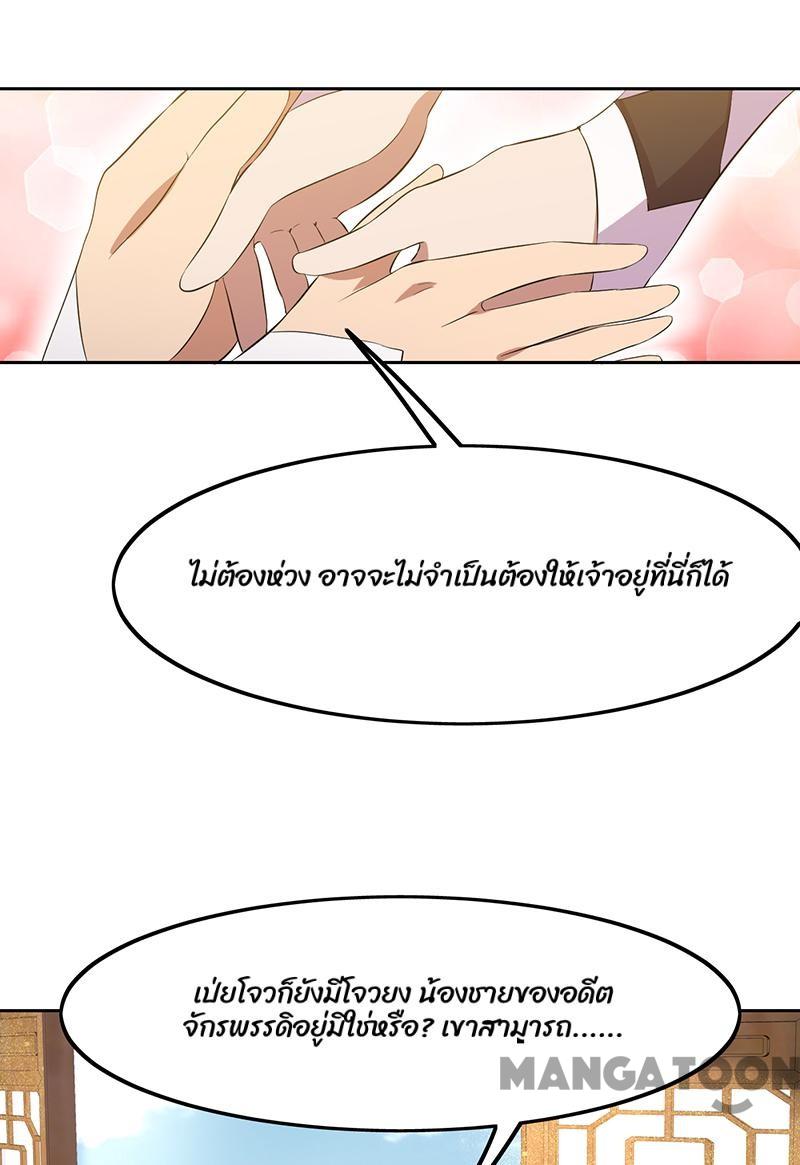 ไม่ต้องห่วง อาจจะไม่จำเป็นต้องให้เจ้าอยู่ที่นี่ก็ได้
เป่ยโจวก็ยังมีโจวยง น้องชายของอดีต
จักรพรรดิอยู่มิใช่หรือ? เขาสามารถ......
MANGATOON